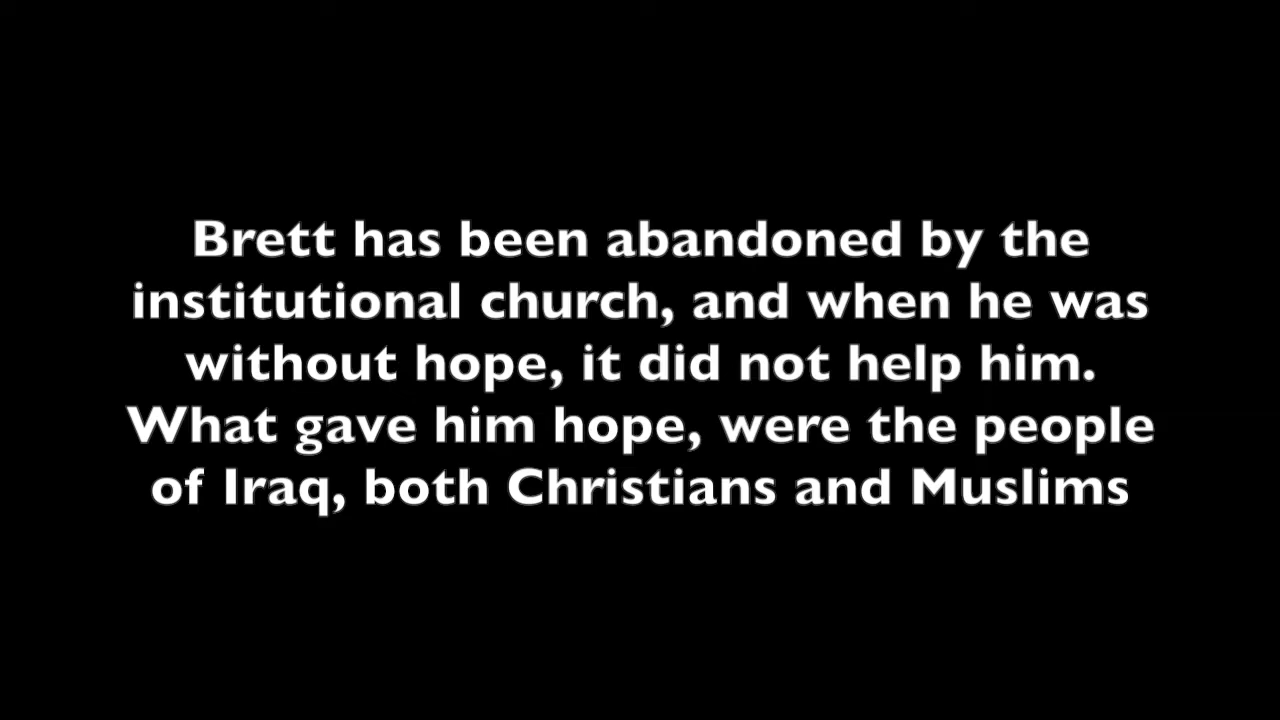 Brett has been abandoned by the
institutional church, and when he was
without hope, it did not help him.
What gave him hope, were the people
of Iraq, both Christians and Muslims